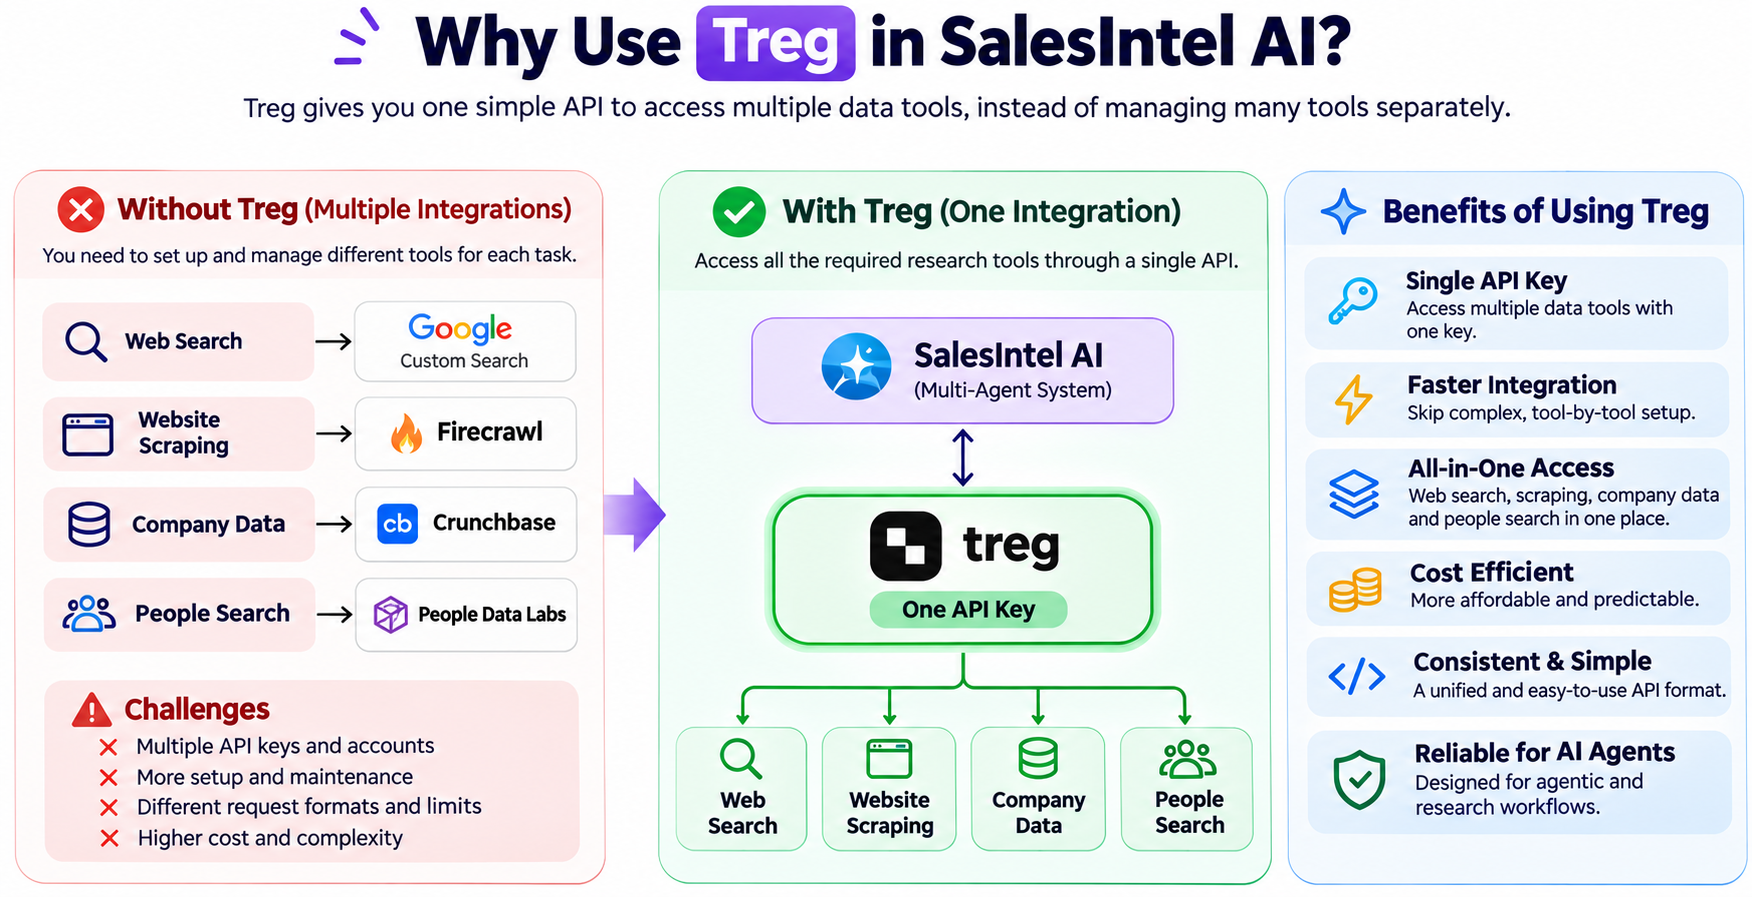 Why Use Treg in SalesIntel AI?
Treg gives you one simple API to access multiple data tools, instead of managing many tools separately.
Without Treg (Multiple Integrations)
You need to set up and manage different tools for each task.
Web Search
Google
Custom Search
Website
Scraping
Firecrawl
Company Data
cb
Crunchbase
People Search
People Data Labs
Challenges
Multiple API keys and accounts
More setup and maintenance
Different request formats and limits
Higher cost and complexity
With Treg (One Integration)
Access all the required research tools through a single API.
SalesIntel AI
(Multi-Agent System)
treg
One API Key
Web
Search
Website
Scraping
Company
Data
People
Search
Benefits of Using Treg
Single API Key
Access multiple data tools with
one key.
Faster Integration
Skip complex, tool-by-tool setup.
All-in-One Access
Web search, scraping, company data
and people search in one place.
Cost Efficient
More affordable and predictable.
Consistent & Simple
A unified and easy-to-use API format.
Reliable for AI Agents
Designed for agentic and
research workflows.